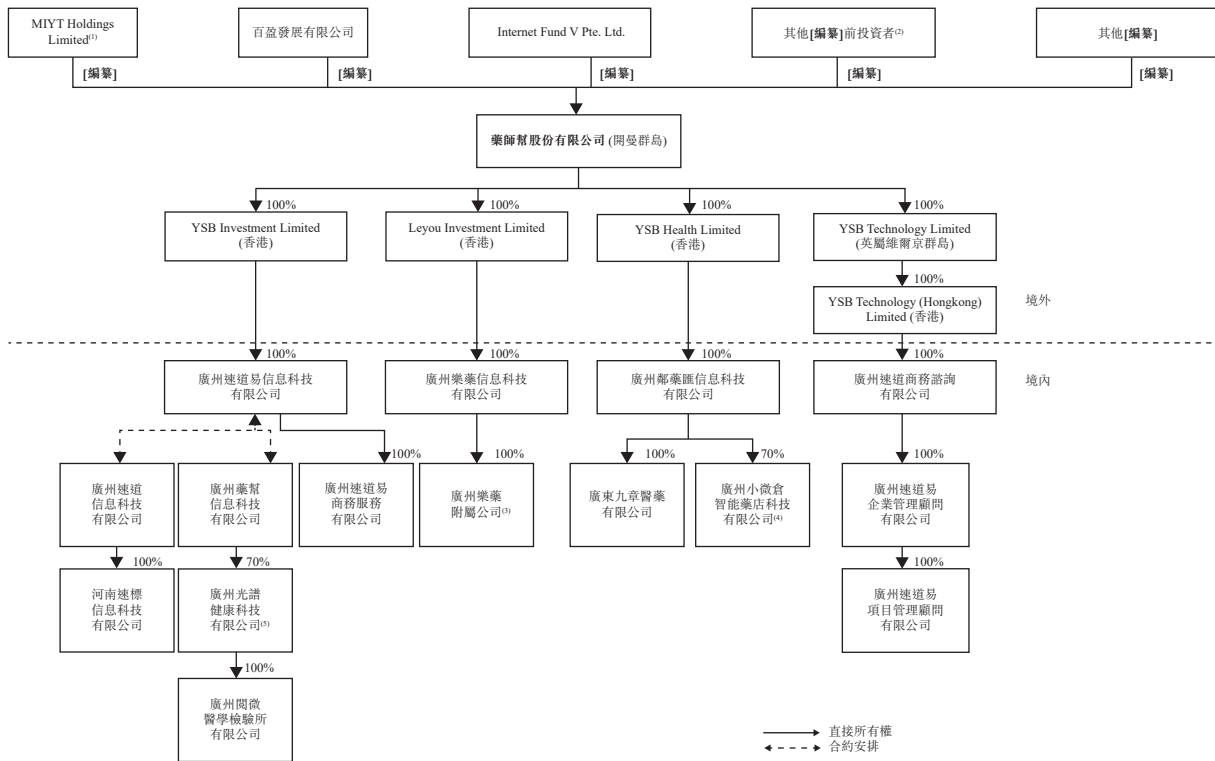 MIYT Holdings
Limited(1)
百盈發展有限公司
Internet Fund V Pte. Ltd.
其他[編纂]前投資者(2)
其他[編纂]
[編纂]
[編纂]
[編纂]
[編纂]
[編纂]
藥師幫股份有限公司 (開曼群島)
100%
100%
100%
100%
YSB Investment Limited
(香港)
Leyou Investment Limited
(香港)
YSB Health Limited
(香港)
YSB Technology Limited
(英屬維爾京群島)
100%
YSB Technology (Hongkong)
Limited (香港)
境外
100%
100%
100%
100%
廣州速道易信息科技
有限公司
廣州樂藥信息科技
有限公司
廣州鄰藥匯信息科技
有限公司
廣州速道商務諮詢
有限公司
境內
100%
100%
100%
70%
100%
廣州速道
信息科技
有限公司
廣州藥幫
信息科技
有限公司
廣州速道易
商務服務
有限公司
廣州樂藥
附屬公司(3)
廣東九章醫藥
有限公司
廣州小微倉
智能藥店科技
有限公司(4)
廣州速道易
企業管理顧問
有限公司
100%
70%
100%
河南速標
信息科技
有限公司
廣州光譜
健康科技
有限公司(5)
廣州速道易
項目管理顧問
有限公司
100%
廣州閱微
醫學檢驗所
有限公司
直接所有權
合約安排